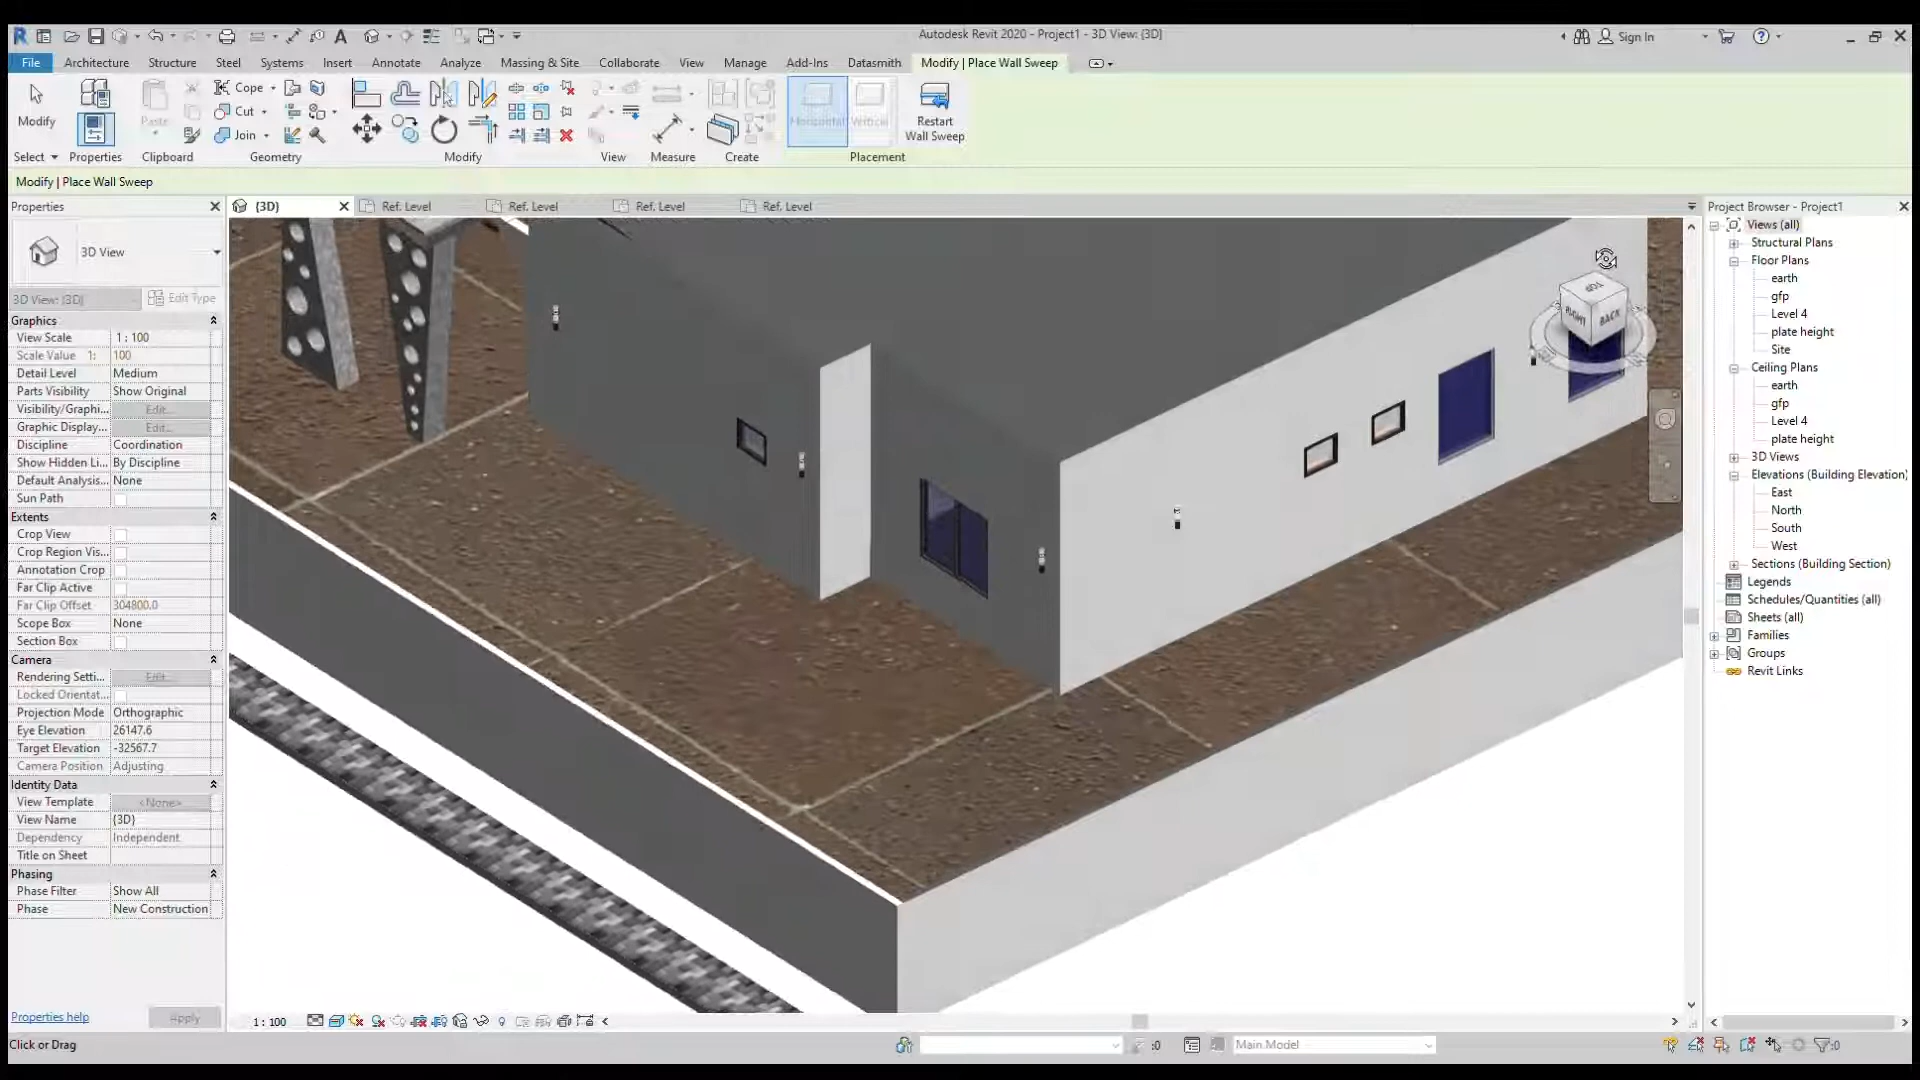 Autodesk Revit 2020 - Project1 - 3D View: {3D}
Sign In
File Architecture Structure Steel Systems Insert Annotate Analyze Massing & Site Collaborate View Manage Add-Ins Datasmith Modify | Place Wall Sweep
Modify
Paste
Cope
Cut
Join
Horizontal
Vertical
Restart
Wall Sweep
Select Properties Clipboard Geometry Modify View Measure Create Placement
Modify | Place Wall Sweep
Properties
{3D} Ref. Level Ref. Level Ref. Level Ref. Level
3D View
3D View: {3D} Edit Type
Graphics
View Scale 1 : 100
Scale Value 1: 100
Detail Level Medium
Parts Visibility Show Original
Visibility/Graphi... Edit...
Graphic Display... Edit...
Discipline Coordination
Show Hidden Li... By Discipline
Default Analysis... None
Sun Path
Extents
Crop View
Crop Region Vis...
Annotation Crop
Far Clip Active
Far Clip Offset 304800.0
Scope Box None
Section Box
Camera
Rendering Setti... Edit...
Locked Orientat...
Projection Mode Orthographic
Eye Elevation 26147.6
Target Elevation -32567.7
Camera Position Adjusting
Identity Data
View Template <None>
View Name {3D}
Dependency Independent
Title on Sheet
Phasing
Phase Filter Show All
Phase New Construction
Properties help Apply
TOP
RIGHT
BACK
Project Browser - Project1
Views (all)
Structural Plans
Floor Plans
earth
gfp
Level 4
plate height
Site
Ceiling Plans
earth
gfp
Level 4
plate height
3D Views
Elevations (Building Elevation)
East
North
South
West
Sections (Building Section)
Legends
Schedules/Quantities (all)
Sheets (all)
Families
Groups
Revit Links
1 : 100
Click or Drag
:0
Main Model
:0